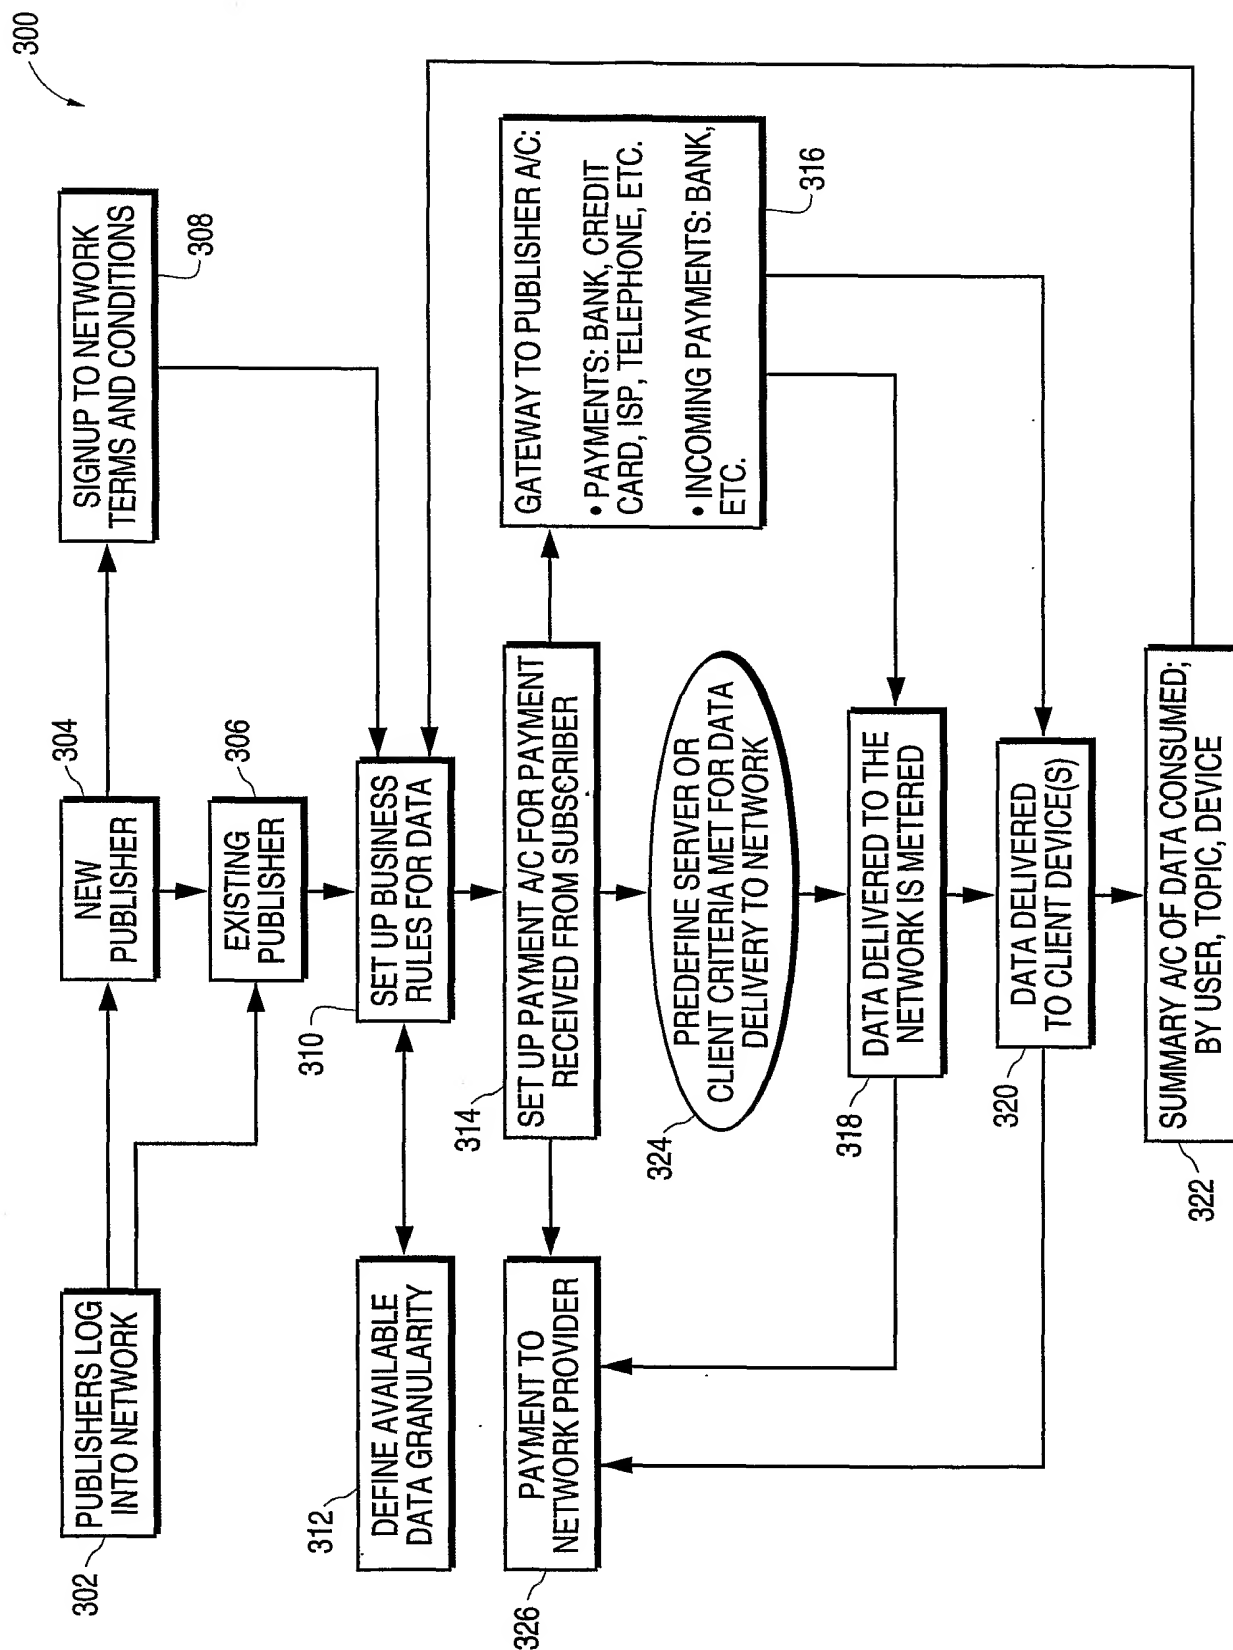 300
PUBLISHERS LOG
INTO NETWORK
302
NEW
PUBLISHER
304
EXISTING
PUBLISHER
306
SIGNUP TO NETWORK
TERMS AND CONDITIONS
308
SET UP BUSINESS
RULES FOR DATA
310
DEFINE AVAILABLE
DATA GRANULARITY
312
SET UP PAYMENT A/C FOR PAYMENT
RECEIVED FROM SUBSCRIBER
314
GATEWAY TO PUBLISHER A/C:
• PAYMENTS: BANK, CREDIT
CARD, ISP, TELEPHONE, ETC.
• INCOMING PAYMENTS: BANK,
ETC.
316
PAYMENT TO
NETWORK PROVIDER
326
PREDEFINE SERVER OR
CLIENT CRITERIA MET FOR DATA
DELIVERY TO NETWORK
324
DATA DELIVERED TO THE
NETWORK IS METERED
318
DATA DELIVERED
TO CLIENT DEVICE(S)
320
SUMMARY A/C OF DATA CONSUMED;
BY USER, TOPIC, DEVICE
322